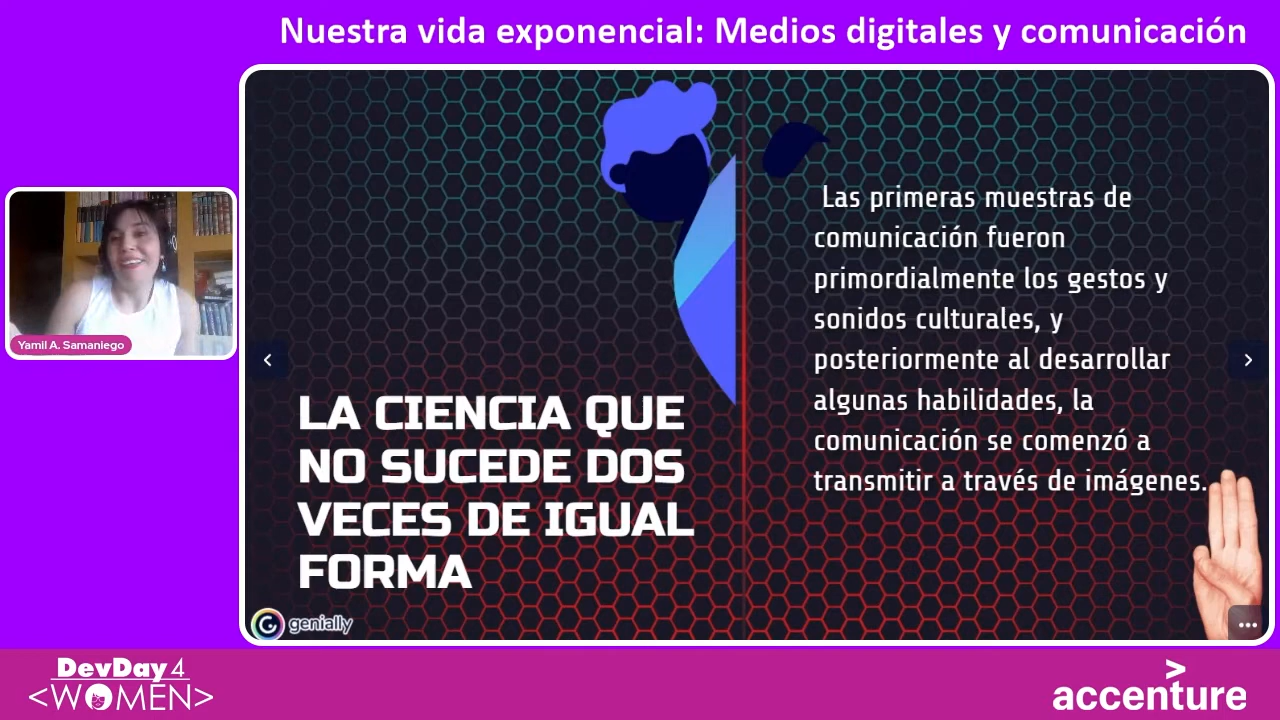 Nuestra vida exponencial: Medios digitales y comunicación
Las primeras muestras de
comunicación fueron
primordialmente los gestos y
sonidos culturales, y
posteriormente al desarrollar
algunas habilidades, la
comunicación se comenzó a
transmitir a través de imágenes.
LA CIENCIA QUE
NO SUCEDE DOS
VECES DE IGUAL
FORMA
Yamil A. Samaniego
genially
DevDay4
<WOMEN>
accenture